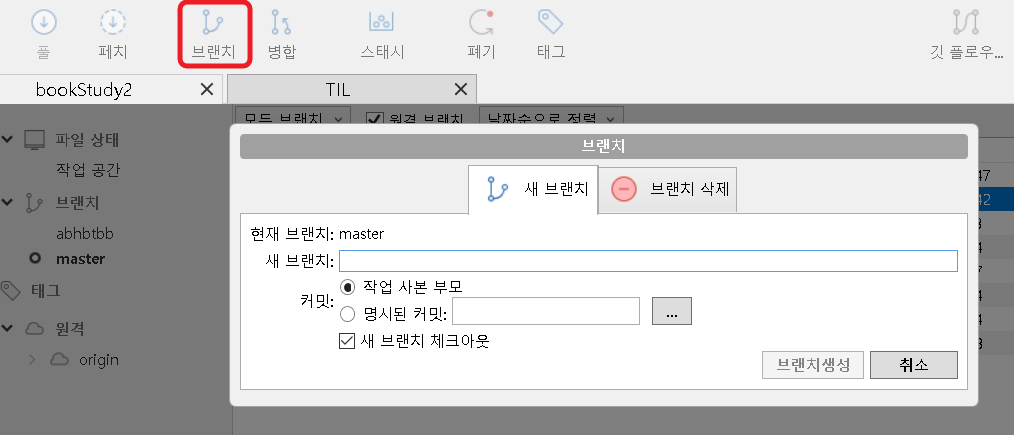 풀 페치 브랜치 병합 스태시 폐기 태그 깃 플로우...
bookStudy2 TIL
모든 브랜치 원격 브랜치 날짜순으로 정렬
브랜치
파일 상태
작업 공간
브랜치
abhbtbb
master
태그
원격
origin
새 브랜치 브랜치 삭제
현재 브랜치: master
새 브랜치:
커밋:
작업 사본 부모
명시된 커밋: ...
새 브랜치 체크아웃
브랜치생성 취소
47
42